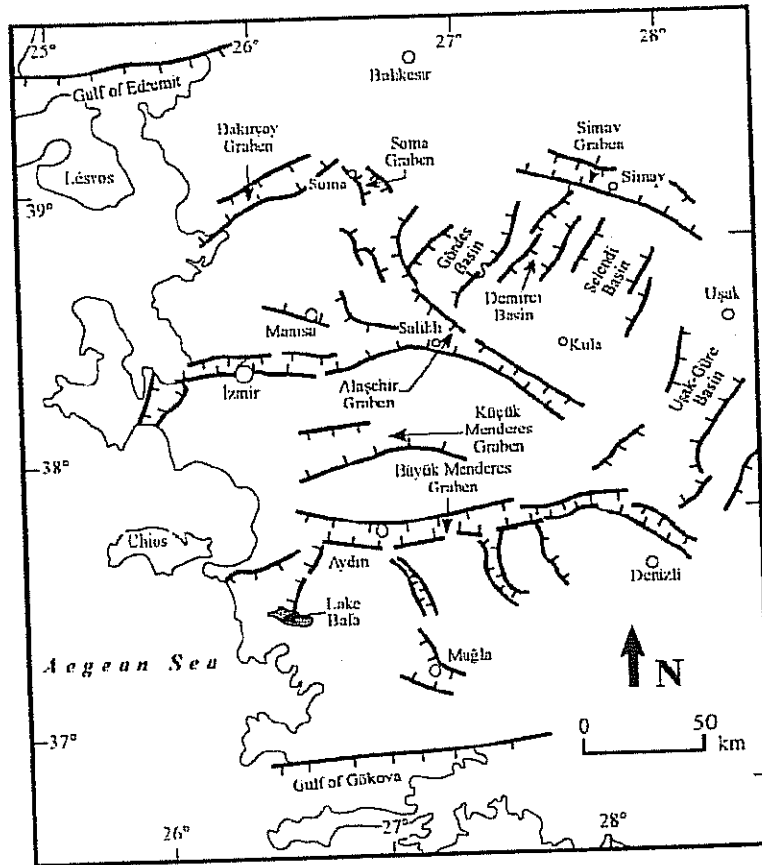 25° 26° 27° 28°
Gulf of Edremit
Balıkesır
Lésvos
Bakırçay
Graben
Soma
Soma
Graben
Simav
Graben
Simav
39°
Gördes
Basin
Demirci
Basin
Selendi
Basin
Uşak
Manisa
Salihli
Kula
İzmir
Alaşehir
Graben
Uşak-Güre
Basin
Küçük
Menderes
Graben
38°
Büyük Menderes
Graben
Chios
Aydın
Denizli
Lake
Bafa
Aegean Sea
Muğla
N
37°
0 50
km
Gulf of Gökova
26° 27° 28°